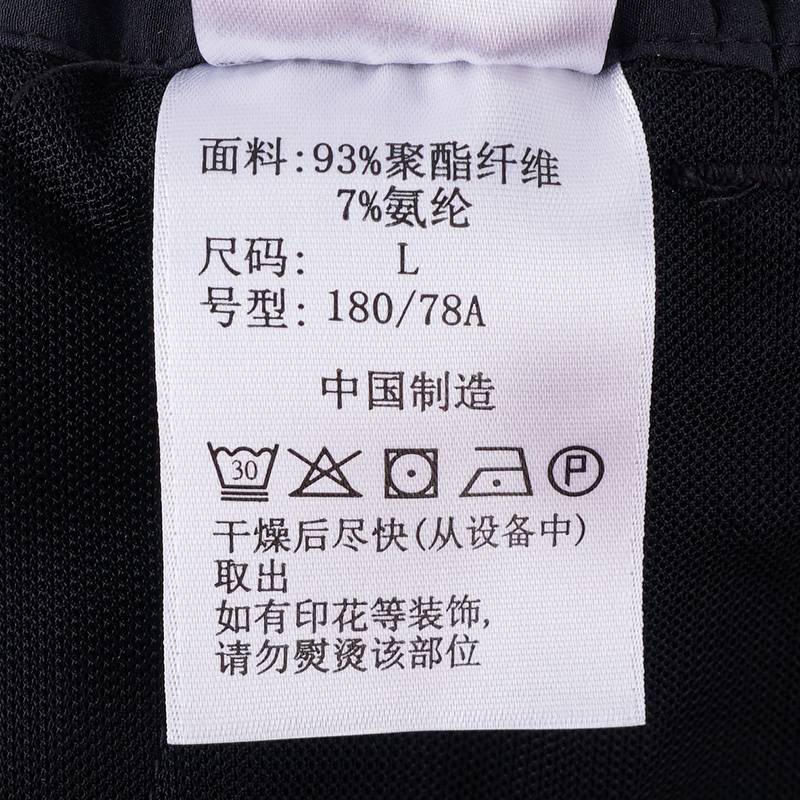 面料:93%聚酯纤维
7%氨纶
尺码: L
号型:180/78A
中国制造
30 P
干燥后尽快(从设备中)
取出
如有印花等装饰,
请勿熨烫该部位